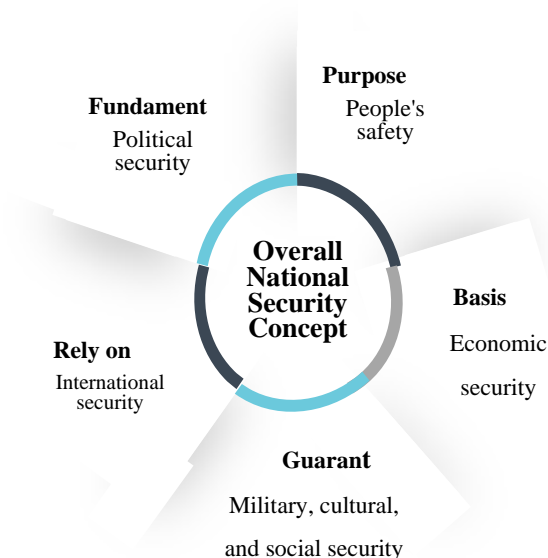 Purpose
People's
safety
Fundament
Political
security
Overall
National
Security
Concept
Basis
Economic
security
Rely on
International
security
Guarant
Military, cultural,
and social security